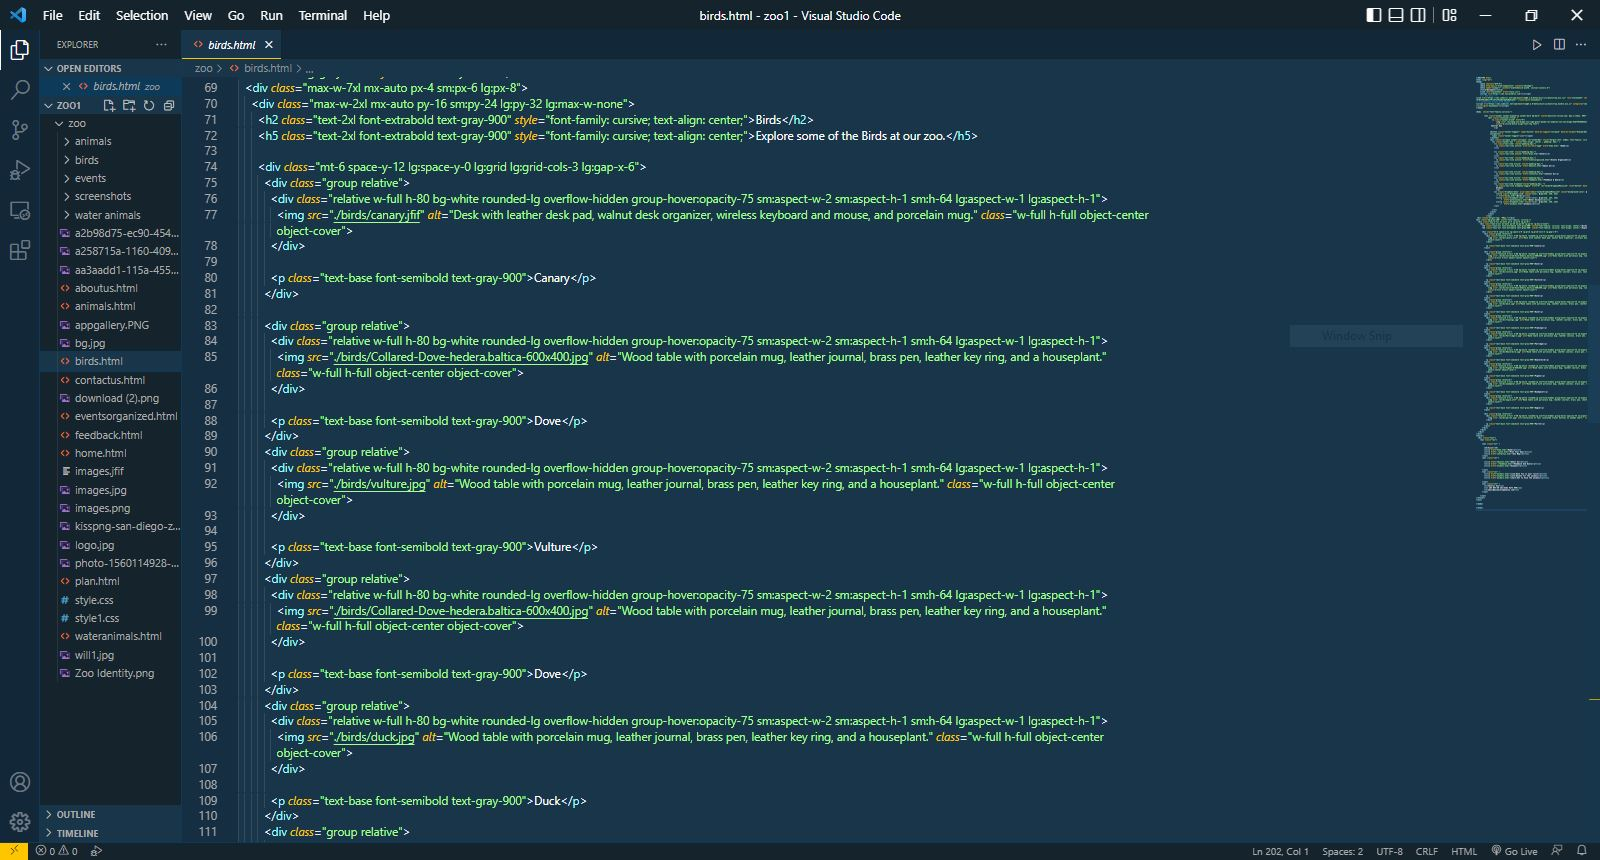 File Edit Selection View Go Run Terminal Help
birds.html - zoo1 - Visual Studio Code
EXPLORER
OPEN EDITORS
birds.html zoo
ZOO1
zoo
animals
birds
events
screenshots
water animals
a2b98d75-ec90-454...
a258715a-1160-409...
aa3aadd1-115a-455...
aboutus.html
animals.html
appgallery.PNG
bg.jpg
birds.html
contactus.html
download (2).png
eventsorganized.html
feedback.html
home.html
images.jfif
images.jpg
images.png
kisspng-san-diego-z...
logo.jpg
photo-1560114928-...
plan.html
style.css
style1.css
wateranimals.html
will1.jpg
Zoo Identity.png
OUTLINE
TIMELINE
birds.html
zoo > birds.html > ...
69 <div class="max-w-7xl mx-auto px-4 sm:px-6 lg:px-8">
70 <div class="max-w-2xl mx-auto py-16 sm:py-24 lg:py-32 lg:max-w-none">
71 <h2 class="text-2xl font-extrabold text-gray-900" style="font-family: cursive; text-align: center;">Birds</h2>
72 <h5 class="text-2xl font-extrabold text-gray-900" style="font-family: cursive; text-align: center;">Explore some of the Birds at our zoo.</h5>
73
74 <div class="mt-6 space-y-12 lg:space-y-0 lg:grid lg:grid-cols-3 lg:gap-x-6">
75 <div class="group relative">
76 <div class="relative w-full h-80 bg-white rounded-lg overflow-hidden group-hover:opacity-75 sm:aspect-w-2 sm:aspect-h-1 sm:h-64 lg:aspect-w-1 lg:aspect-h-1">
77 <img src="./birds/canary.jfif" alt="Desk with leather desk pad, walnut desk organizer, wireless keyboard and mouse, and porcelain mug." class="w-full h-full object-center
object-cover">
78 </div>
79
80 <p class="text-base font-semibold text-gray-900">Canary</p>
81 </div>
82
83 <div class="group relative">
84 <div class="relative w-full h-80 bg-white rounded-lg overflow-hidden group-hover:opacity-75 sm:aspect-w-2 sm:aspect-h-1 sm:h-64 lg:aspect-w-1 lg:aspect-h-1">
85 <img src="./birds/Collared-Dove-hedera.baltica-600x400.jpg" alt="Wood table with porcelain mug, leather journal, brass pen, leather key ring, and a houseplant."
class="w-full h-full object-center object-cover">
86 </div>
87
88 <p class="text-base font-semibold text-gray-900">Dove</p>
89 </div>
90 <div class="group relative">
91 <div class="relative w-full h-80 bg-white rounded-lg overflow-hidden group-hover:opacity-75 sm:aspect-w-2 sm:aspect-h-1 sm:h-64 lg:aspect-w-1 lg:aspect-h-1">
92 <img src="./birds/vulture.jpg" alt="Wood table with porcelain mug, leather journal, brass pen, leather key ring, and a houseplant." class="w-full h-full object-center
object-cover">
93 </div>
94
95 <p class="text-base font-semibold text-gray-900">Vulture</p>
96 </div>
97 <div class="group relative">
98 <div class="relative w-full h-80 bg-white rounded-lg overflow-hidden group-hover:opacity-75 sm:aspect-w-2 sm:aspect-h-1 sm:h-64 lg:aspect-w-1 lg:aspect-h-1">
99 <img src="./birds/Collared-Dove-hedera.baltica-600x400.jpg" alt="Wood table with porcelain mug, leather journal, brass pen, leather key ring, and a houseplant."
class="w-full h-full object-center object-cover">
100 </div>
101
102 <p class="text-base font-semibold text-gray-900">Dove</p>
103 </div>
104 <div class="group relative">
105 <div class="relative w-full h-80 bg-white rounded-lg overflow-hidden group-hover:opacity-75 sm:aspect-w-2 sm:aspect-h-1 sm:h-64 lg:aspect-w-1 lg:aspect-h-1">
106 <img src="./birds/duck.jpg" alt="Wood table with porcelain mug, leather journal, brass pen, leather key ring, and a houseplant." class="w-full h-full object-center
object-cover">
107 </div>
108
109 <p class="text-base font-semibold text-gray-900">Duck</p>
110 </div>
111 <div class="group relative">
Window Snip
0 0
Ln 202, Col 1 Spaces: 2 UTF-8 CRLF HTML Go Live